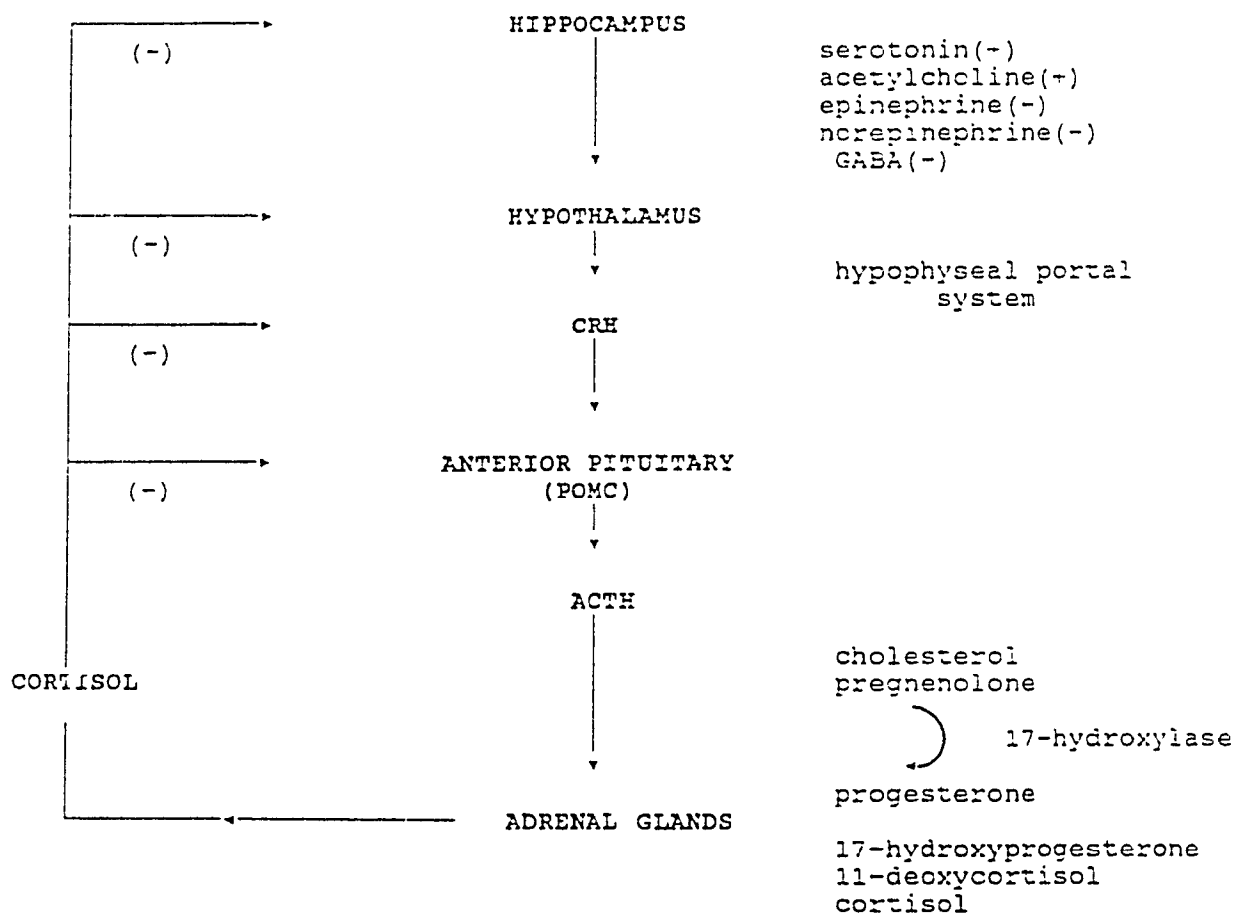 HIPPOCAMPUS
(-)
serotonin(+)
acetylcholine(+)
epinephrine(-)
norepinephrine(-)
GABA(-)
HYPOTHALAMUS
(-)
hypophyseal portal
system
CRH
(-)
ANTERIOR PITUITARY
(-)
(POMC)
ACTH
CORTISOL
cholesterol
pregnenolone
17-hydroxylase
progesterone
ADRENAL GLANDS
17-hydroxyprogesterone
11-deoxycortisol
cortisol